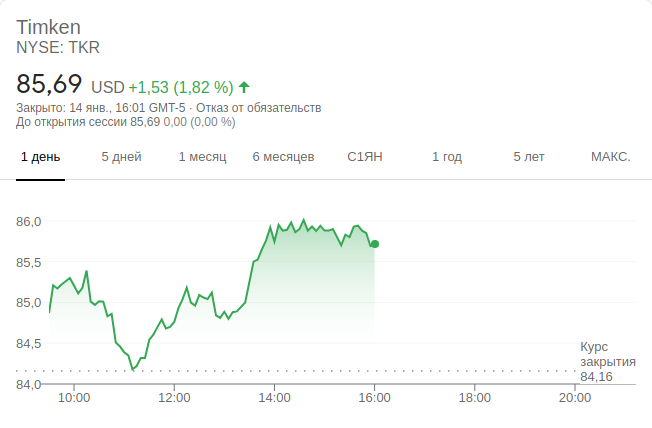 Timken
NYSE: TKR
85,69 USD +1,53 (1,82 %)
Закрыто: 14 янв., 16:01 GMT-5 · Отказ от обязательств
До открытия сессии 85,69 0,00 (0,00 %)
1 день 5 дней 1 месяц 6 месяцев С1ЯН 1 год 5 лет МАКС.
86,0
85,5
85,0
84,5
84,0
Курс
закрытия
84,16
10:00 12:00 14:00 16:00 18:00 20:00